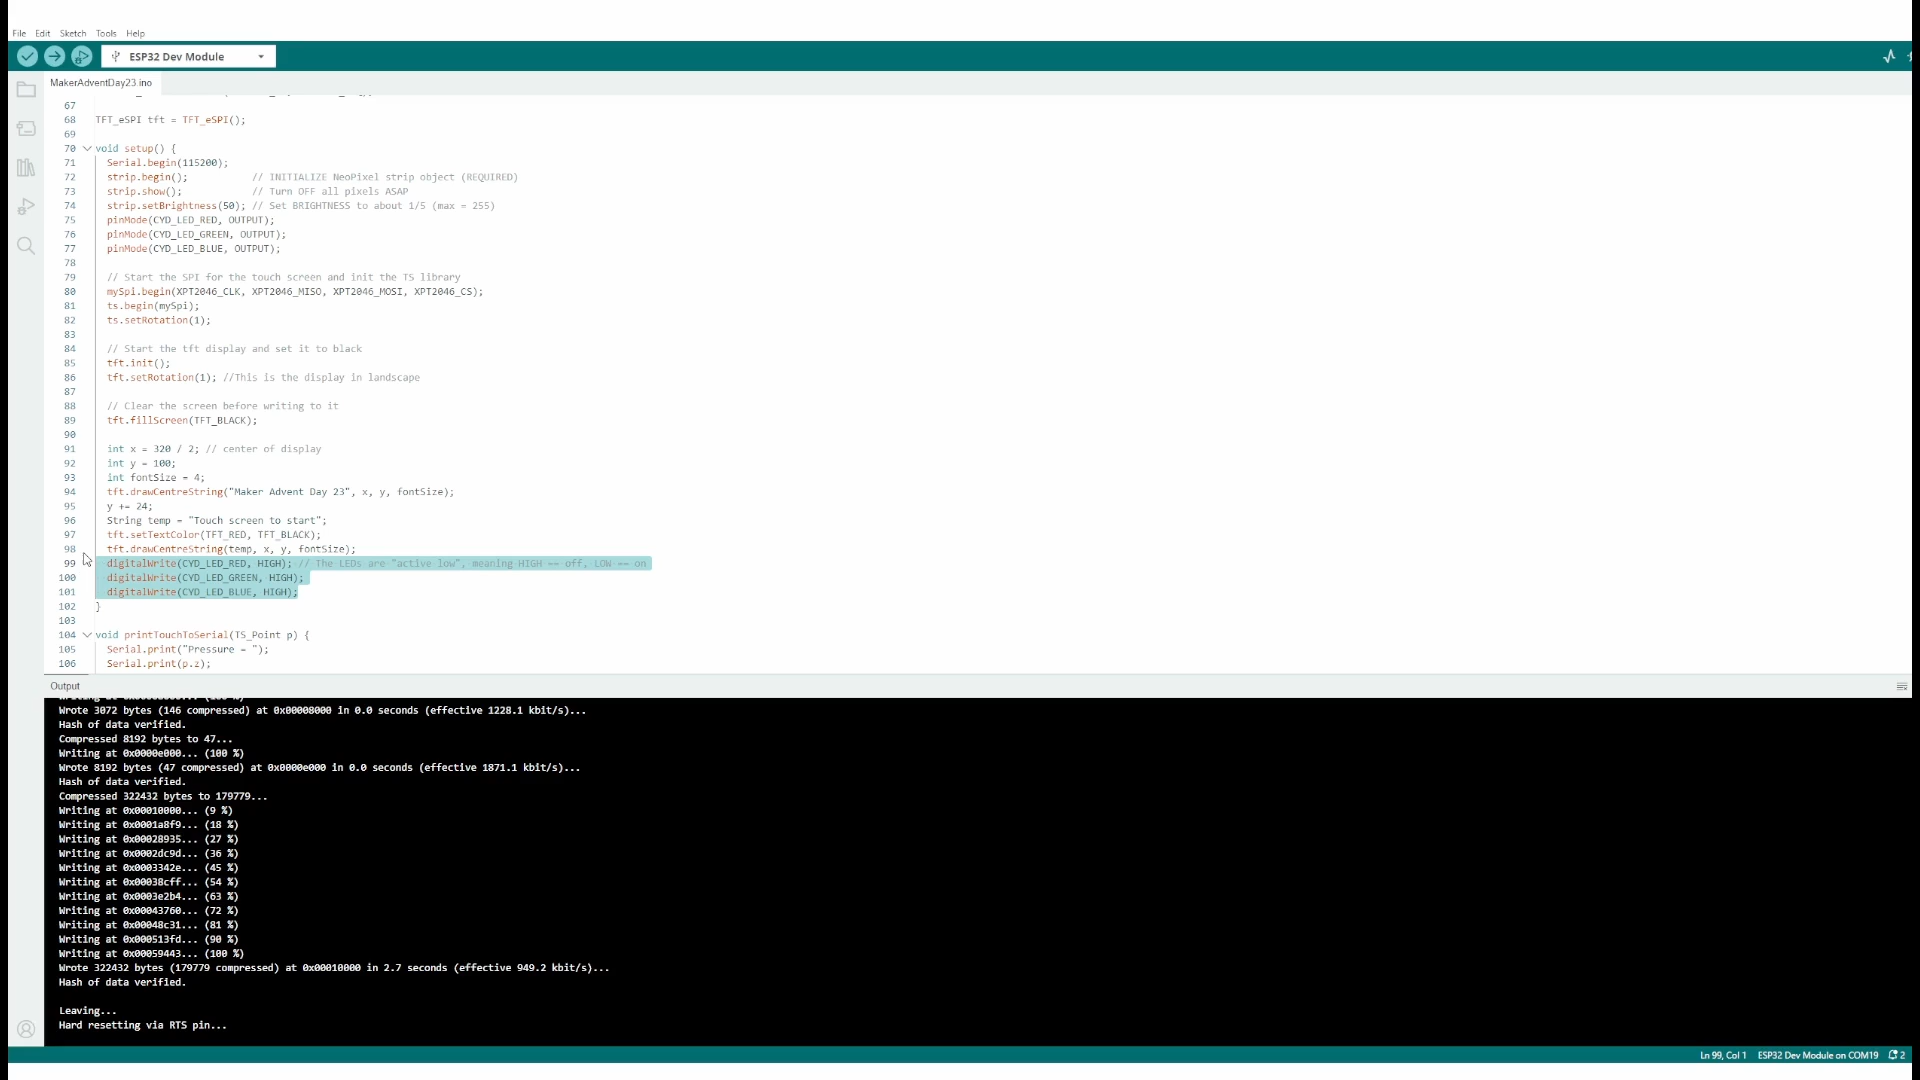 File Edit Sketch Tools Help
ESP32 Dev Module
MakerAdventDay23.ino
67
68 TFT_eSPI tft = TFT_eSPI();
69
70 void setup() {
71 Serial.begin(115200);
72 strip.begin(); // INITIALIZE NeoPixel strip object (REQUIRED)
73 strip.show(); // Turn OFF all pixels ASAP
74 strip.setBrightness(50); // Set BRIGHTNESS to about 1/5 (max = 255)
75 pinMode(CYD_LED_RED, OUTPUT);
76 pinMode(CYD_LED_GREEN, OUTPUT);
77 pinMode(CYD_LED_BLUE, OUTPUT);
78
79 // Start the SPI for the touch screen and init the TS library
80 mySpi.begin(XPT2046_CLK, XPT2046_MISO, XPT2046_MOSI, XPT2046_CS);
81 ts.begin(mySpi);
82 ts.setRotation(1);
83
84 // Start the tft display and set it to black
85 tft.init();
86 tft.setRotation(1); //This is the display in landscape
87
88 // Clear the screen before writing to it
89 tft.fillScreen(TFT_BLACK);
90
91 int x = 320 / 2; // center of display
92 int y = 100;
93 int fontSize = 4;
94 tft.drawCentreString("Maker Advent Day 23", x, y, fontSize);
95 y += 24;
96 String temp = "Touch screen to start";
97 tft.setTextColor(TFT_RED, TFT_BLACK);
98 tft.drawCentreString(temp, x, y, fontSize);
99 digitalWrite(CYD_LED_RED, HIGH); // The LEDs are "active low", meaning HIGH == off, LOW == on
100 digitalWrite(CYD_LED_GREEN, HIGH);
101 digitalWrite(CYD_LED_BLUE, HIGH);
102 }
103
104 void printTouchToSerial(TS_Point p) {
105 Serial.print("Pressure = ");
106 Serial.print(p.z);
Output
Wrote 3072 bytes (146 compressed) at 0x00008000 in 0.0 seconds (effective 1228.1 kbit/s)...
Hash of data verified.
Compressed 8192 bytes to 47...
Writing at 0x0000e000... (100 %)
Wrote 8192 bytes (47 compressed) at 0x0000e000 in 0.0 seconds (effective 1871.1 kbit/s)...
Hash of data verified.
Compressed 322432 bytes to 179779...
Writing at 0x00010000... (9 %)
Writing at 0x0001a8f9... (18 %)
Writing at 0x00028935... (27 %)
Writing at 0x0002dc9d... (36 %)
Writing at 0x0003342e... (45 %)
Writing at 0x00038cff... (54 %)
Writing at 0x0003e2b4... (63 %)
Writing at 0x00043760... (72 %)
Writing at 0x00048c31... (81 %)
Writing at 0x000513fd... (90 %)
Writing at 0x00059443... (100 %)
Wrote 322432 bytes (179779 compressed) at 0x00010000 in 2.7 seconds (effective 949.2 kbit/s)...
Hash of data verified.
Leaving...
Hard resetting via RTS pin...
Ln 99, Col 1 ESP32 Dev Module on COM19 2